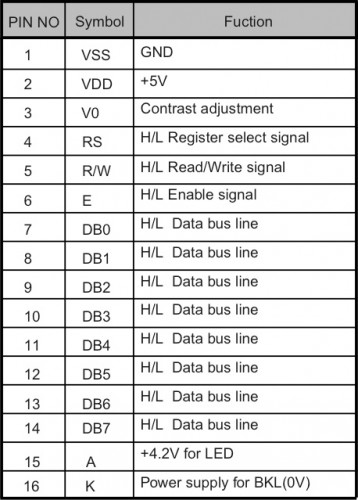 PIN NO Symbol Fuction
1 VSS GND
2 VDD +5V
3 V0 Contrast adjustment
4 RS H/L Register select signal
5 R/W H/L Read/Write signal
6 E H/L Enable signal
7 DB0 H/L Data bus line
8 DB1 H/L Data bus line
9 DB2 H/L Data bus line
10 DB3 H/L Data bus line
11 DB4 H/L Data bus line
12 DB5 H/L Data bus line
13 DB6 H/L Data bus line
14 DB7 H/L Data bus line
15 A +4.2V for LED
16 K Power supply for BKL(0V)